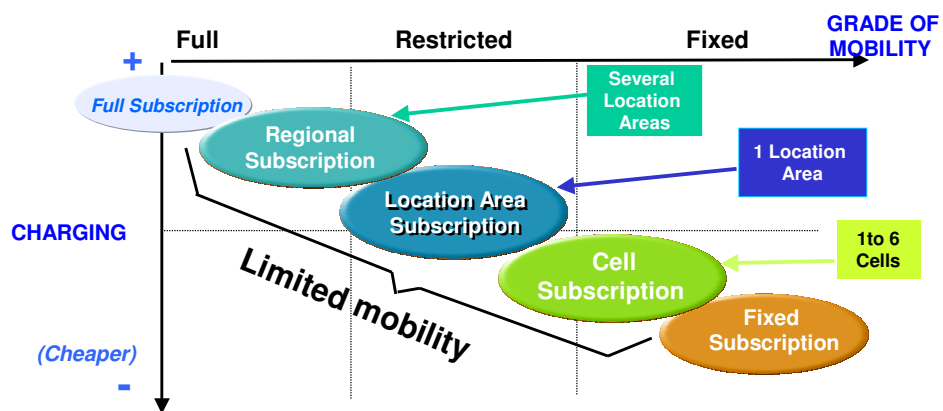 Full
Restricted
Fixed
GRADE OF
MOBILITY
+
Full Subscription
Several
Location
Areas
Regional
Subscription
1 Location
Area
Location Area
Subscription
CHARGING
1to 6
Cells
Cell
Subscription
Limited mobility
Fixed
Subscription
(Cheaper)
-